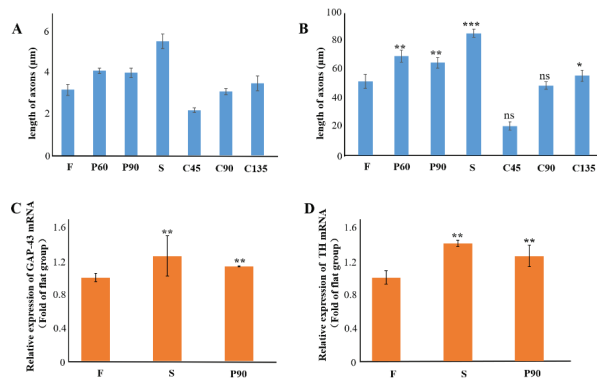 A
length of axons (μm)
6
4
2
0
F P60 P90 S C45 C90 C135
B
length of axons (μm)
100
80
60
40
20
0
** ** *** ns ns *
F P60 P90 S C45 C90 C135
C
Relative expression of GAP-43 mRNA
(Fold of flat group)
1.6
1.2
0.8
0.4
0
** **
F S P90
D
Relative expression of TH mRNA
(Fold of flat group)
1.6
1.2
0.8
0.4
0
** **
F S P90